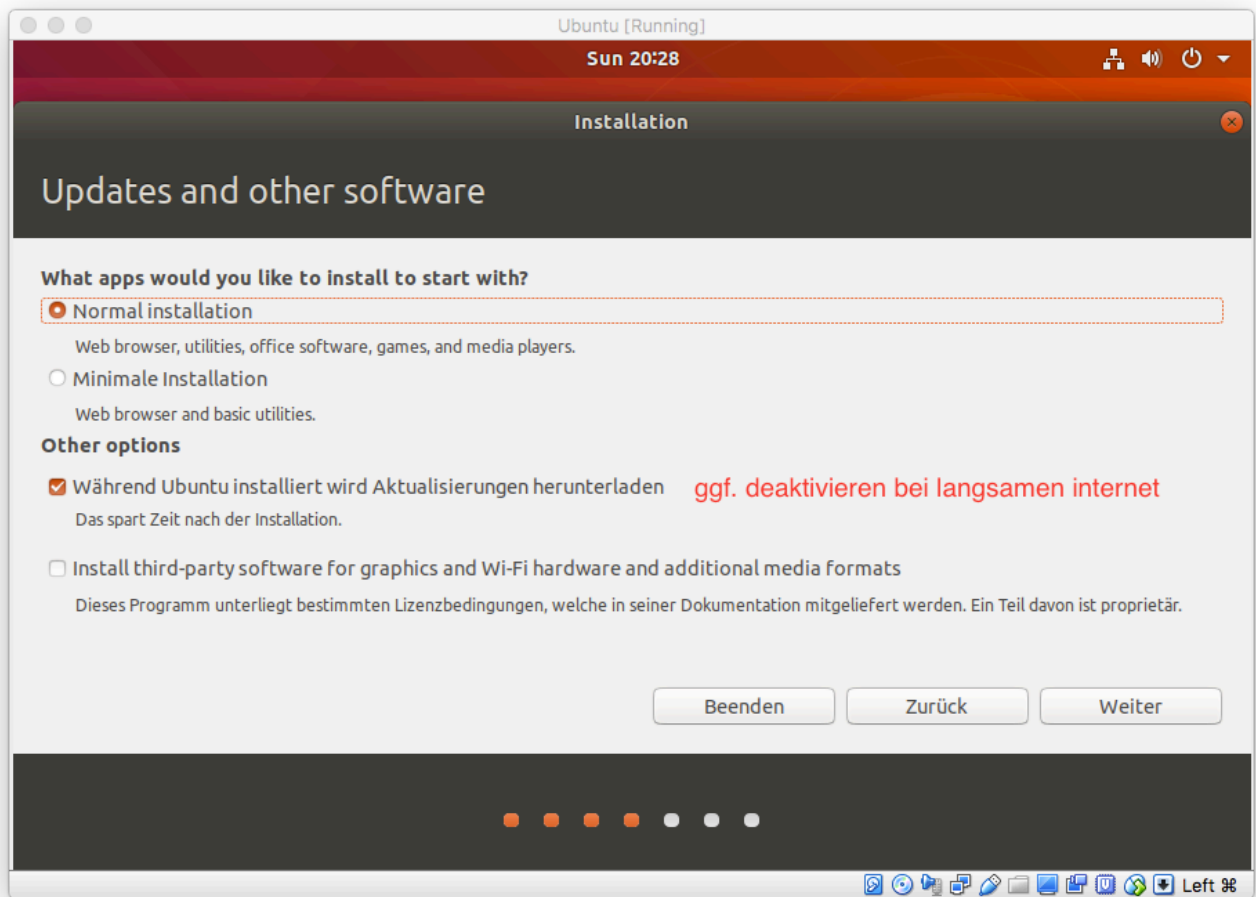 Ubuntu [Running]
Sun 20:28
Installation
Updates and other software
What apps would you like to install to start with?
Normal installation
Web browser, utilities, office software, games, and media players.
Minimale Installation
Web browser and basic utilities.
Other options
Während Ubuntu installiert wird Aktualisierungen herunterladen ggf. deaktivieren bei langsamen internet
Das spart Zeit nach der Installation.
Install third-party software for graphics and Wi-Fi hardware and additional media formats
Dieses Programm unterliegt bestimmten Lizenzbedingungen, welche in seiner Dokumentation mitgeliefert werden. Ein Teil davon ist proprietär.
Beenden Zurück Weiter
Left ⌘